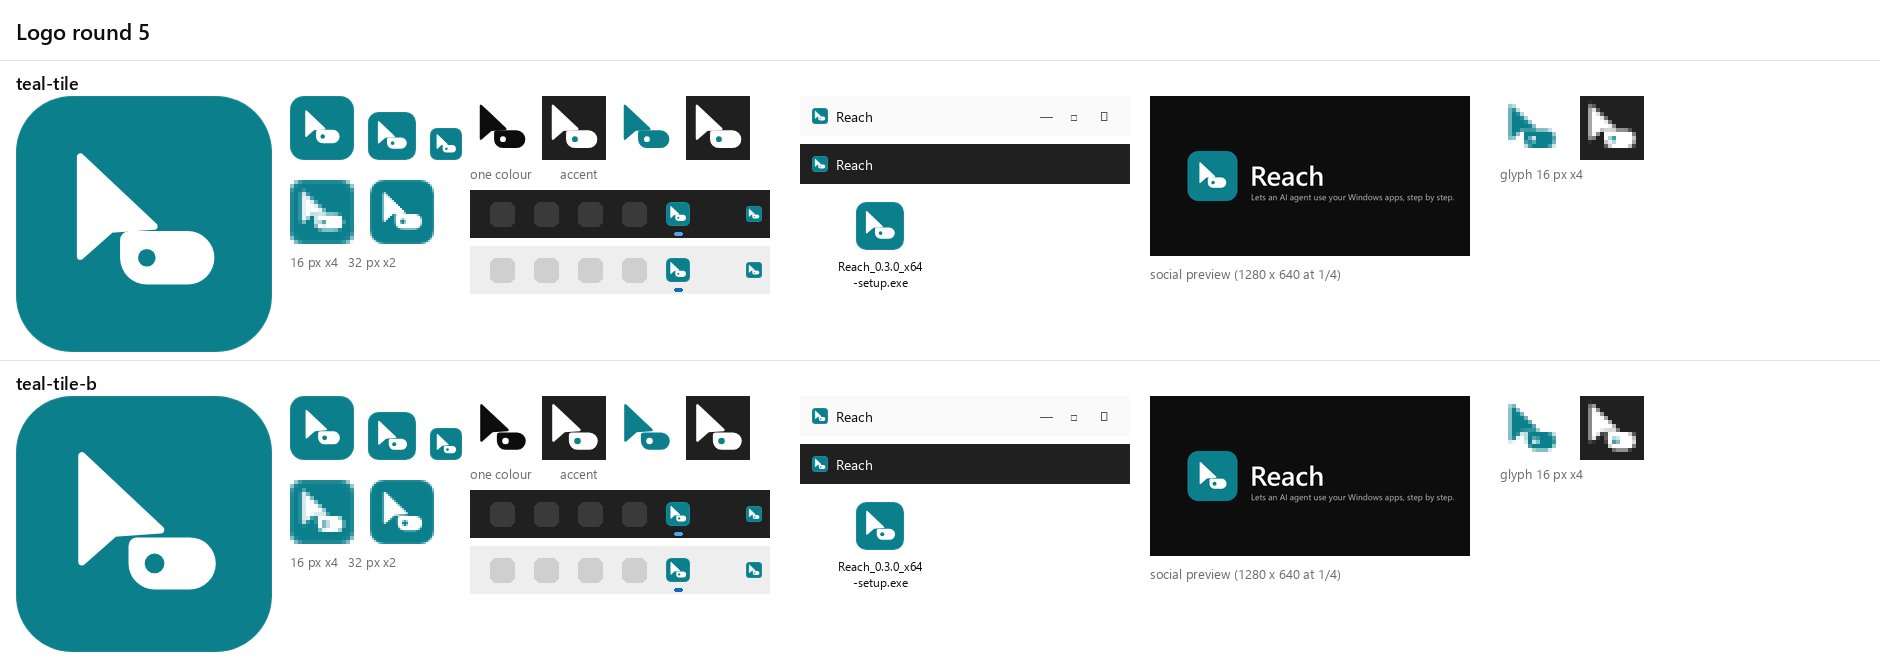 Logo round 5
teal-tile
one colour
accent
16 px x4
32 px x2
Reach
Reach
Reach_0.3.0_x64
-setup.exe
Reach
Lets an AI agent use your Windows apps, step by step.
social preview (1280 x 640 at 1/4)
glyph 16 px x4
teal-tile-b
one colour
accent
16 px x4
32 px x2
Reach
Reach
Reach_0.3.0_x64
-setup.exe
Reach
Lets an AI agent use your Windows apps, step by step.
social preview (1280 x 640 at 1/4)
glyph 16 px x4